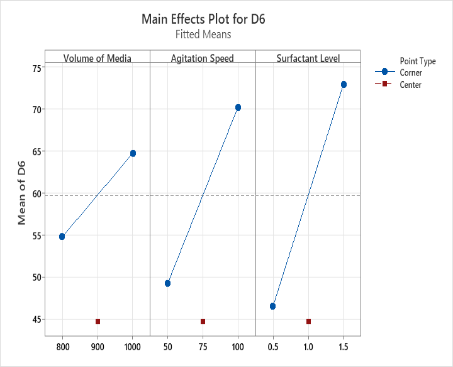 Main Effects Plot for D6
Fitted Means
Volume of Media Agitation Speed Surfactant Level
Point Type
Corner
Center
Mean of D6
75
70
65
60
55
50
45
800 900 1000 50 75 100 0.5 1.0 1.5